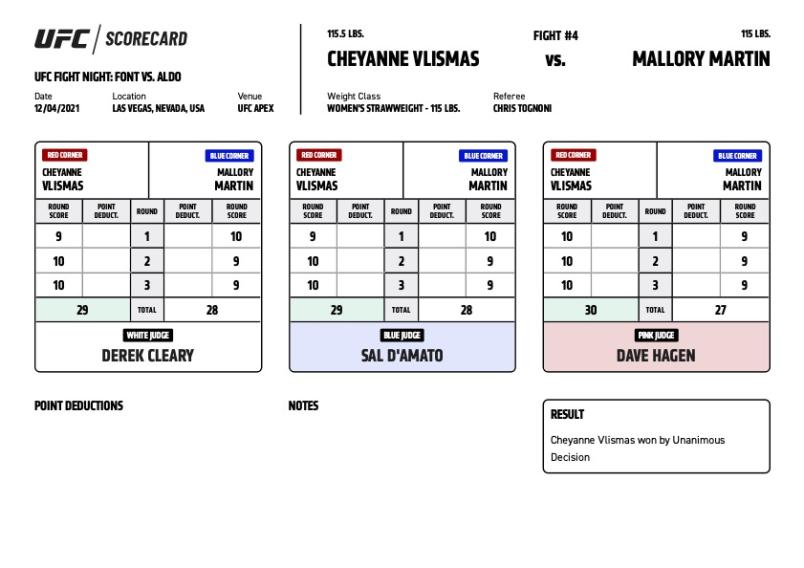 UFC / SCORECARD
UFC FIGHT NIGHT: FONT VS. ALDO
Date Location Venue
12/04/2021 LAS VEGAS, NEVADA, USA UFC APEX
115.5 LBS. FIGHT #4 115 LBS.
CHEYANNE VLISMAS VS. MALLORY MARTIN
Weight Class Referee
WOMEN'S STRAWWEIGHT - 115 LBS. CHRIS TOGNONI
RED CORNER BLUE CORNER
CHEYANNE MALLORY
VLISMAS MARTIN
ROUND SCORE POINT DEDUCT. ROUND POINT DEDUCT. ROUND SCORE
9 1 10
10 2 9
10 3 9
29 TOTAL 28
WHITE JUDGE
DEREK CLEARY
RED CORNER BLUE CORNER
CHEYANNE MALLORY
VLISMAS MARTIN
ROUND SCORE POINT DEDUCT. ROUND POINT DEDUCT. ROUND SCORE
9 1 10
10 2 9
10 3 9
29 TOTAL 28
BLUE JUDGE
SAL D'AMATO
RED CORNER BLUE CORNER
CHEYANNE MALLORY
VLISMAS MARTIN
ROUND SCORE POINT DEDUCT. ROUND POINT DEDUCT. ROUND SCORE
10 1 9
10 2 9
10 3 9
30 TOTAL 27
PINK JUDGE
DAVE HAGEN
POINT DEDUCTIONS
NOTES
RESULT
Cheyanne Vlismas won by Unanimous
Decision